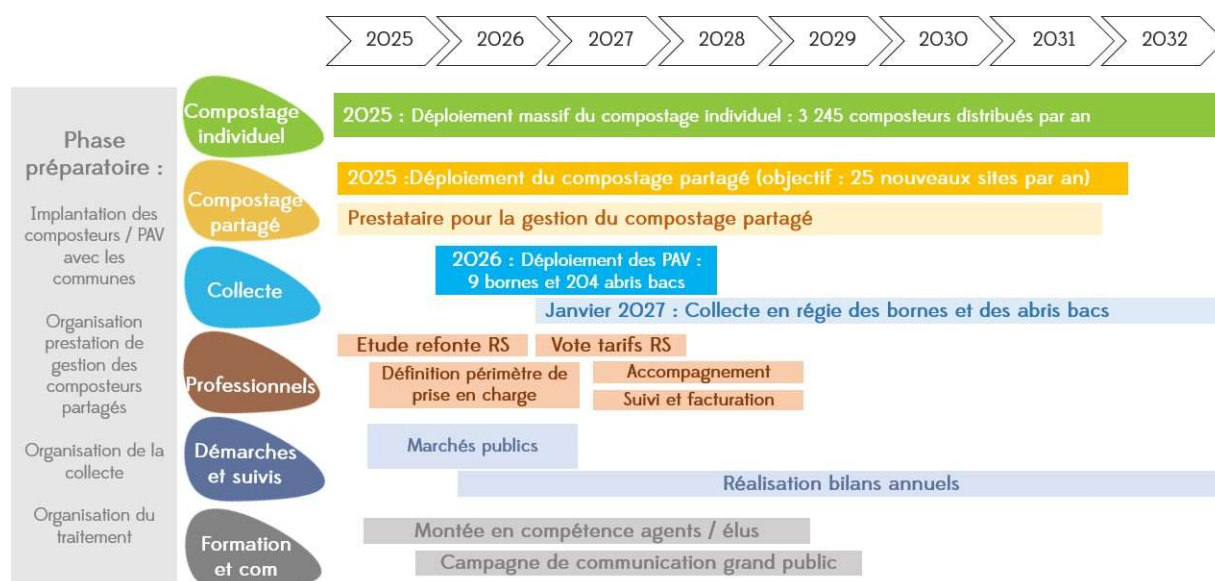 2025 2026 2027 2028 2029 2030 2031 2032
Phase
préparatoire :
Implantation des
composteurs / PAV
avec les
communes
Organisation
prestation de
gestion des
composteurs
partagés
Organisation de la
collecte
Organisation du
traitement
Compostage
individuel
2025 : Déploiement massif du compostage individuel : 3 245 composteurs distribués par an
Compostage
partagé
2025 :Déploiement du compostage partagé (objectif : 25 nouveaux sites par an)
Prestataire pour la gestion du compostage partagé
Collecte
2026 : Déploiement des PAV :
9 bornes et 204 abris bacs
Janvier 2027 : Collecte en régie des bornes et des abris bacs
Professionnels
Etude refonte RS
Vote tarifs RS
Définition périmètre de
prise en charge
Accompagnement
Suivi et facturation
Démarches
et suivis
Marchés publics
Réalisation bilans annuels
Formation
et com
Montée en compétence agents / élus
Campagne de communication grand public